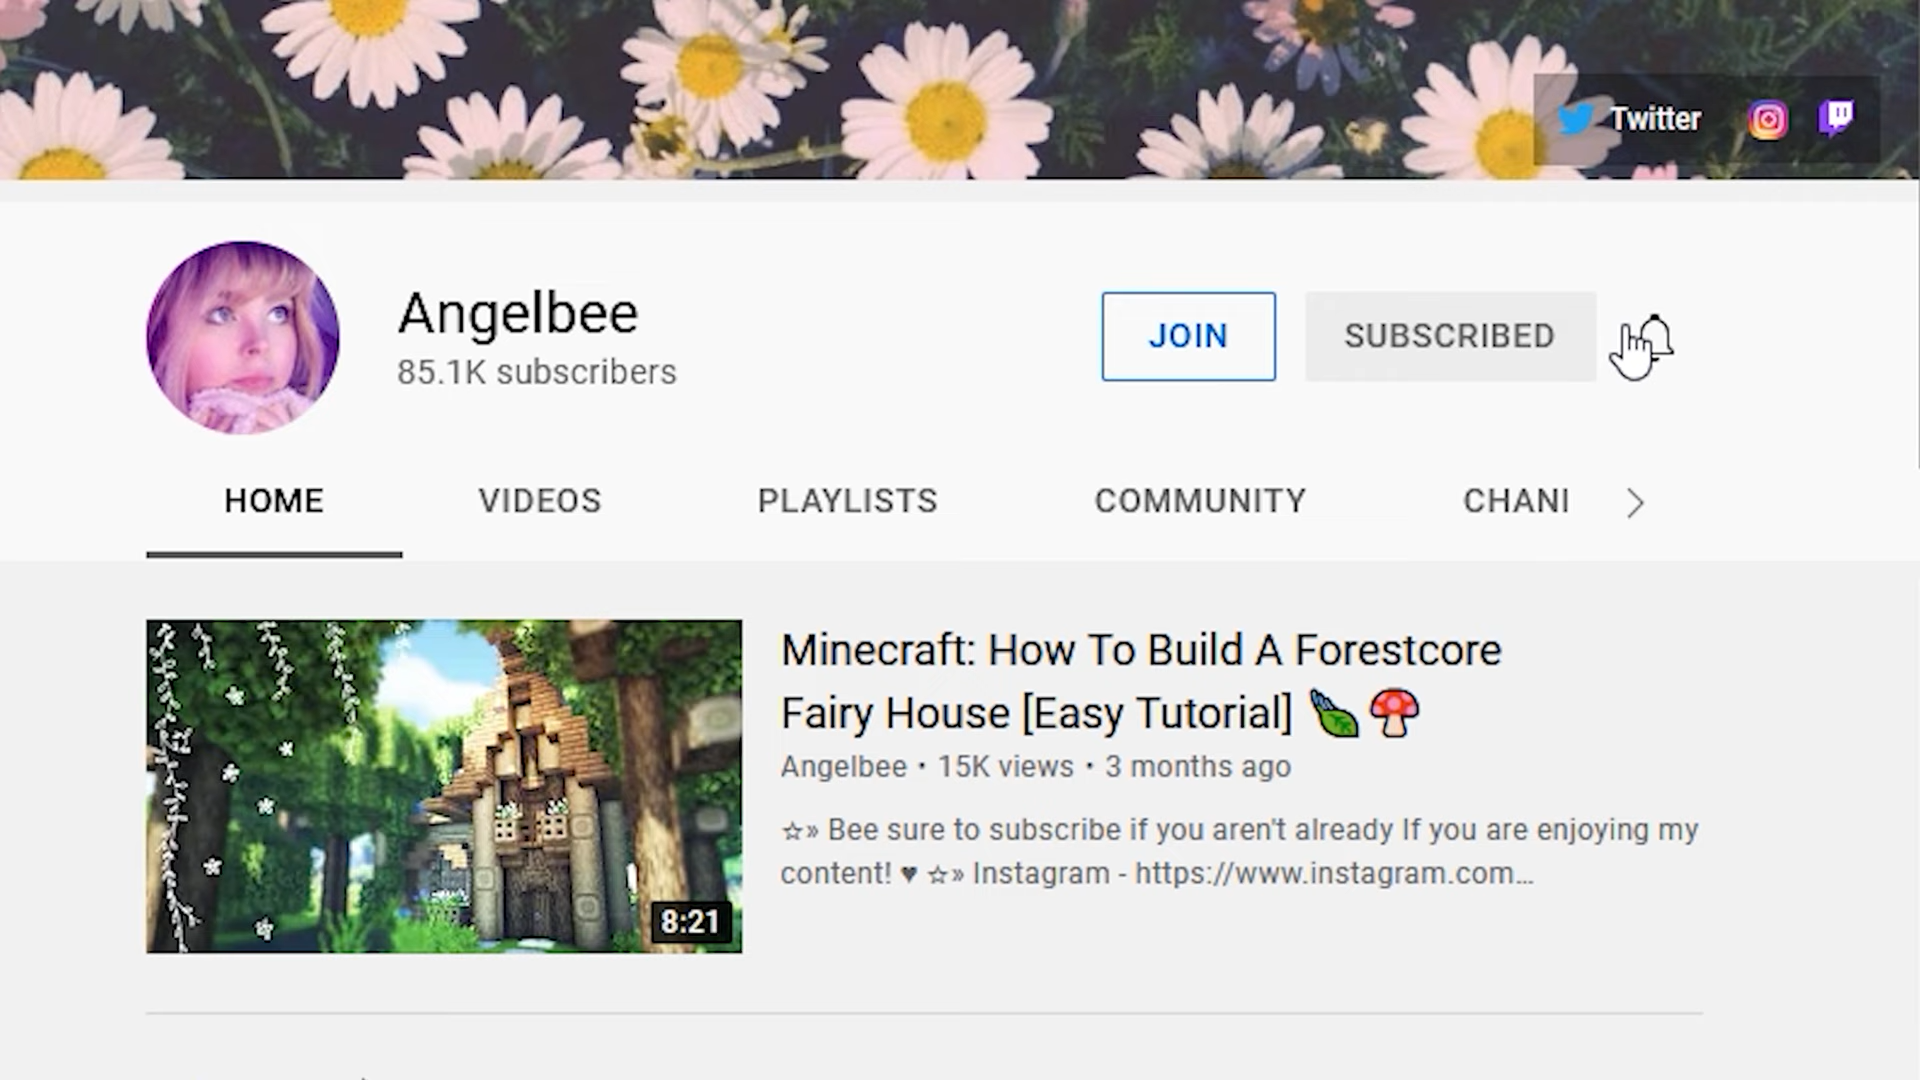 Twitter
Angelbee
85.1K subscribers
JOIN
SUBSCRIBED
HOME
VIDEOS
PLAYLISTS
COMMUNITY
CHANI
Minecraft: How To Build A Forestcore
Fairy House [Easy Tutorial]
Angelbee • 15K views • 3 months ago
☆» Bee sure to subscribe if you aren't already If you are enjoying my
content! ♥ ☆» Instagram - https://www.instagram.com...
8:21